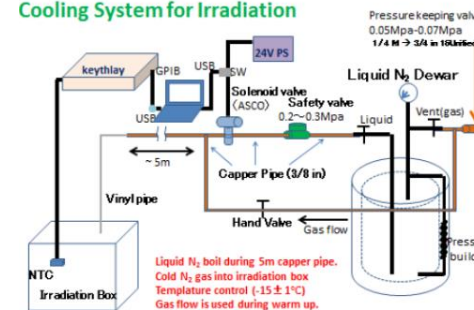 Cooling System for Irradiation
Pressure keeping valv
0.05Mpa-0.07Mpa
24V PS
keythlay
GPIB
USB
SW
Liquid N₂ Dewar
Solenoid valve
(ASCO)
Safety valve
0.2~0.3Mpa
Liquid
Vent(gas)
USB
~ 5m
Capper Pipe (3/8 in)
Vinyl pipe
Hand Valve
Gas flow
Press
build
NTC
Irradiation Box
Liquid N₂ boil during 5m capper pipe.
Cold N₂ gas into irradiation box
Templature control (-15 ± 1°C)
Gas flow is used during warm up.